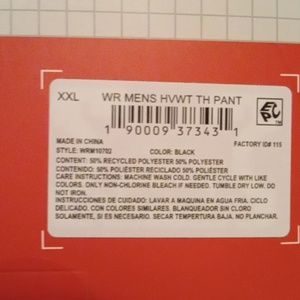 XXL WR MENS HVWT TH PANT
1 90009 37343 1
MADE IN CHINA FACTORY ID# 115
STYLE: WRM10702 COLOR: BLACK
CONTENT: 50% RECYCLED POLYESTER 50% POLYESTER
CONTENIDO: 50% POLIÉSTER RECICLADO 50% POLIÉSTER
CARE INSTRUCTIONS: MACHINE WASH COLD. GENTLE CYCLE WITH LIKE
COLORS. ONLY NON-CHLORINE BLEACH IF NEEDED. TUMBLE DRY LOW. DO
NOT IRON.
INSTRUCCIONES DE CUIDADO: LAVAR A MAQUINA EN AGUA FRIA. CICLO
DELICADO. CON COLORES SIMILARES. BLANQUEADOR SIN CLORO
SOLAMENTE, SI ES NECESARIO. SECAR TEMPERATURA BAJA. NO PLANCHAR.